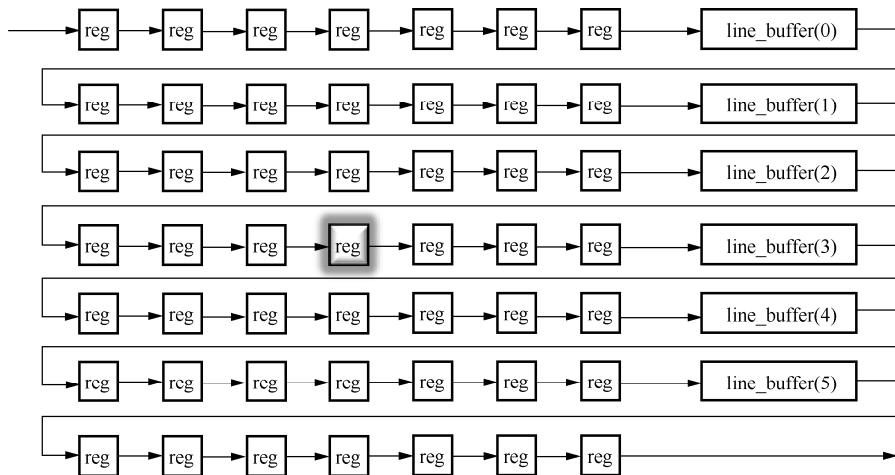 reg reg reg reg reg reg reg line_buffer(0)
reg reg reg reg reg reg reg line_buffer(1)
reg reg reg reg reg reg reg line_buffer(2)
reg reg reg reg reg reg reg line_buffer(3)
reg reg reg reg reg reg reg line_buffer(4)
reg reg reg reg reg reg reg line_buffer(5)
reg reg reg reg reg reg reg